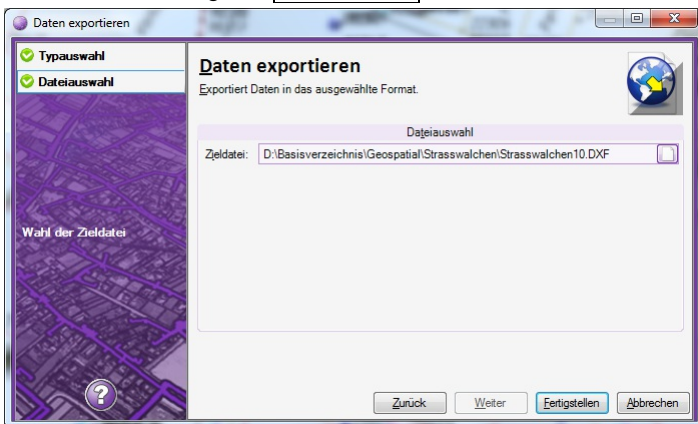 Daten exportieren
Typauswahl
Dateiauswahl
Wahl der Zieldatei
Daten exportieren
Exportiert Daten in das ausgewählte Format.
Dateiauswahl
Zieldatei: D:\Basisverzeichnis\Geospatial\Strasswalchen\Strasswalchen10.DXF
Zurück Weiter Fertigstellen Abbrechen